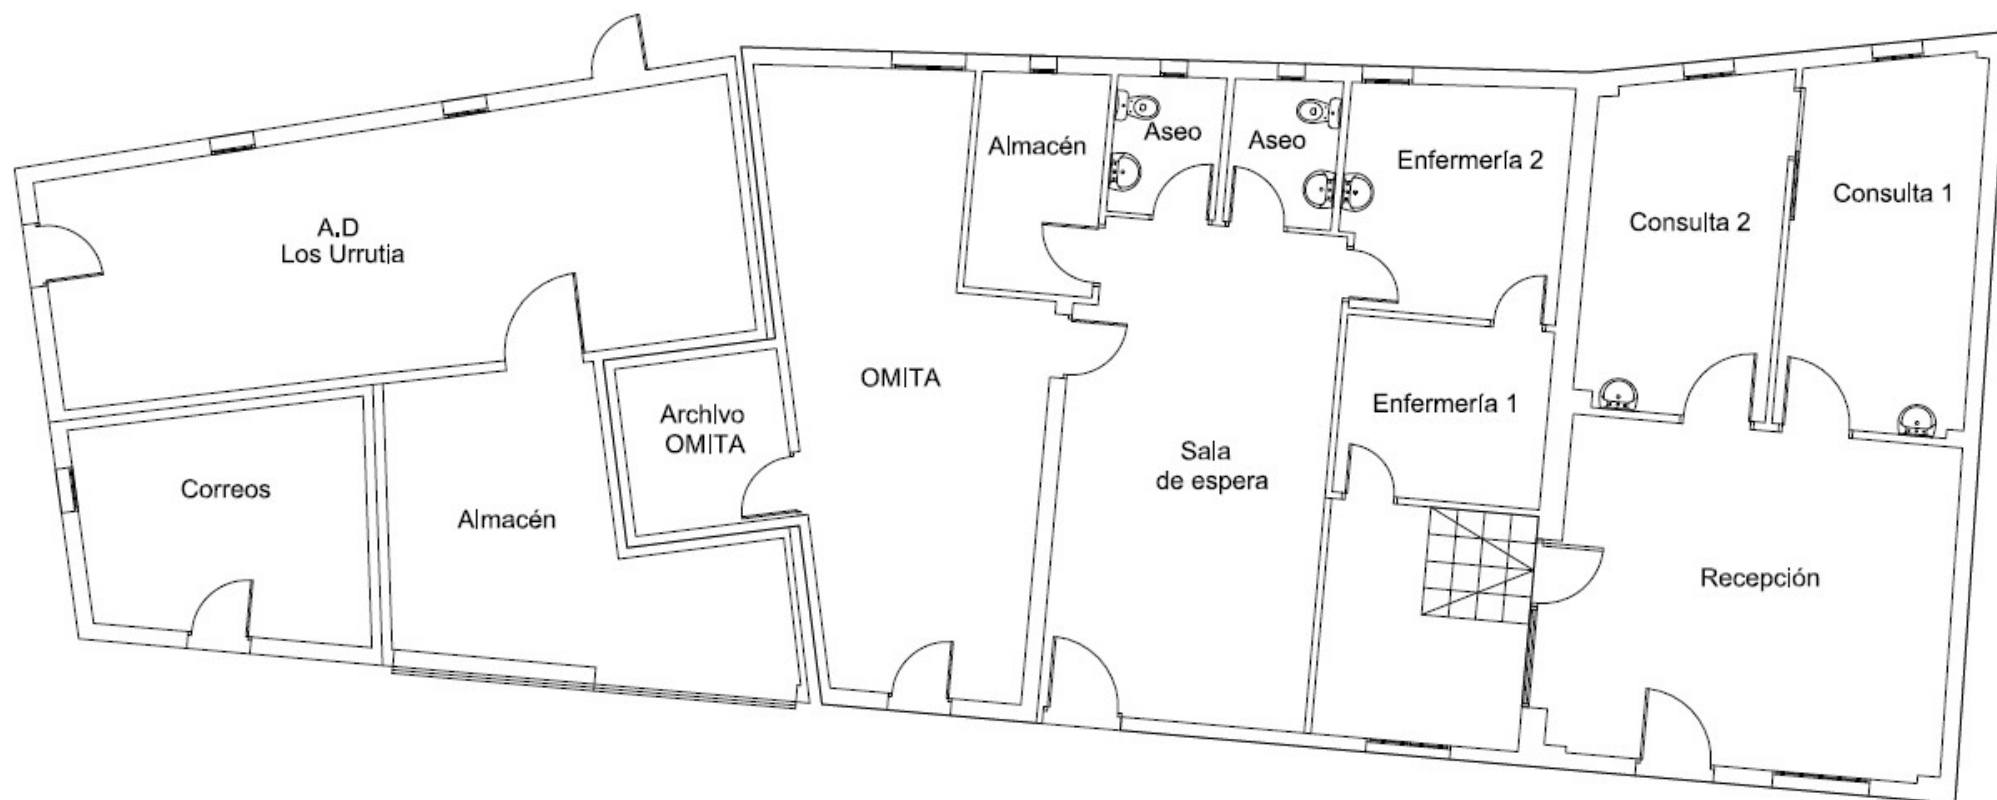 A.D
Los Urrutia
Correos
Almacén
Archivo
OMITA
OMITA
Almacén
Aseo
Aseo
Enfermería 2
Enfermería 1
Sala
de espera
Consulta 2
Consulta 1
Recepción